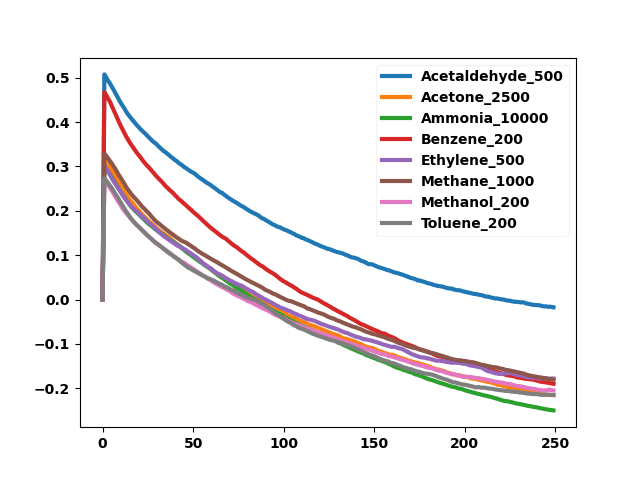 0.5
0.4
0.3
0.2
0.1
0.0
−0.1
−0.2
0 50 100 150 200 250
Acetaldehyde_500
Acetone_2500
Ammonia_10000
Benzene_200
Ethylene_500
Methane_1000
Methanol_200
Toluene_200